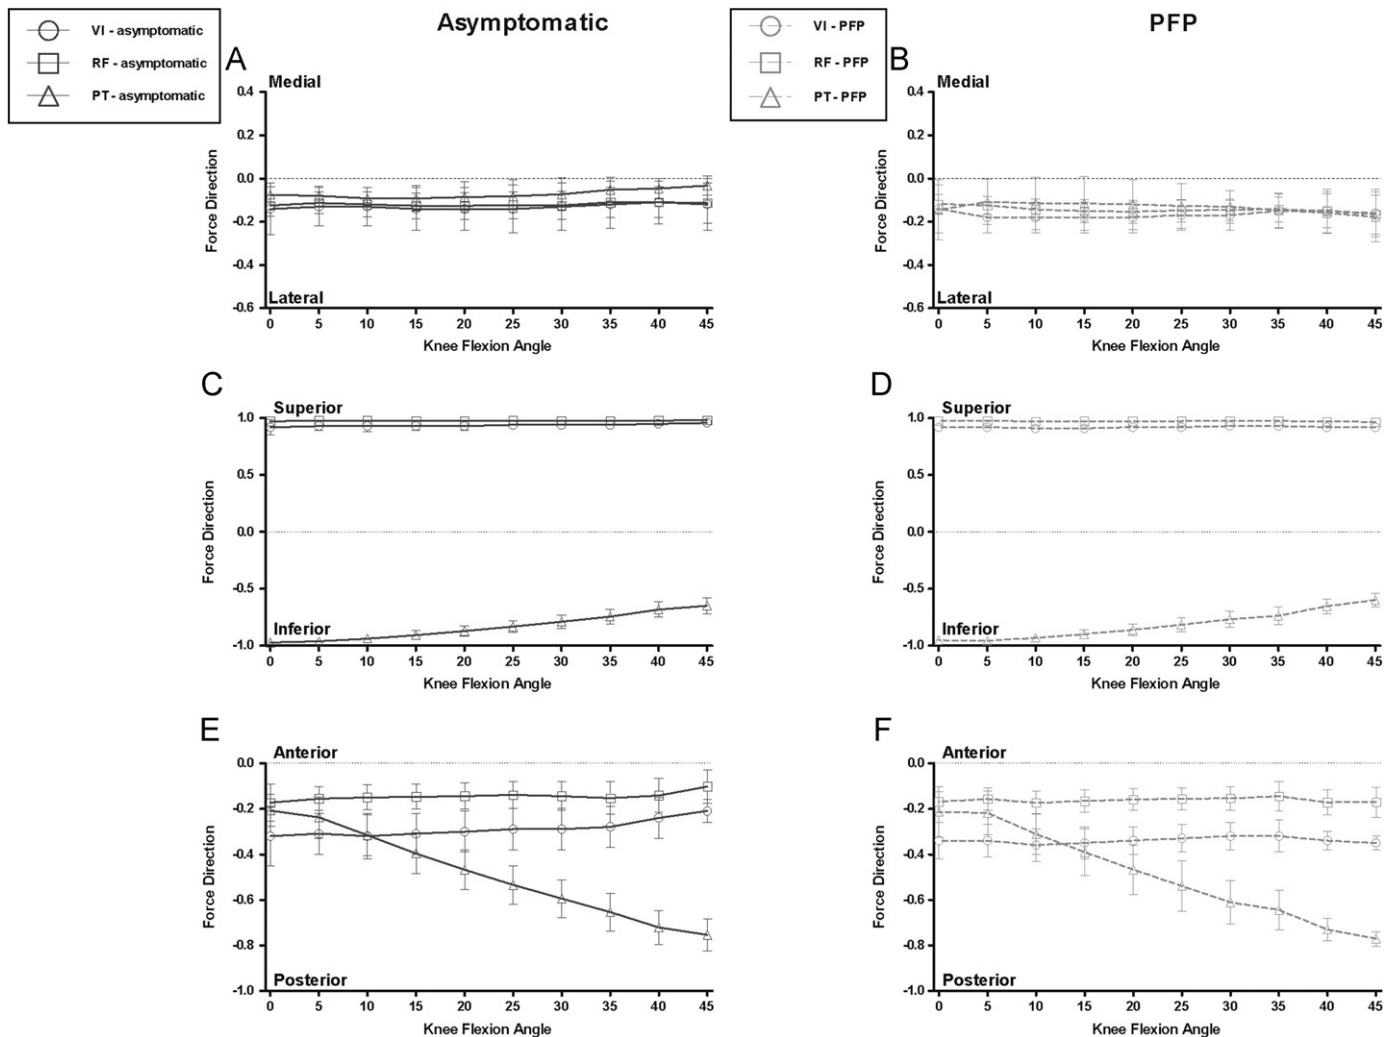 Asymptomatic
PFP
VI - asymptomatic
RF - asymptomatic
PT - asymptomatic
VI - PFP
RF - PFP
PT - PFP
A
Medial
0.4
0.2
0.0
-0.2
-0.4
-0.6
Force Direction
Lateral
0 5 10 15 20 25 30 35 40 45
Knee Flexion Angle
B
Medial
0.4
0.2
0.0
-0.2
-0.4
-0.6
Force Direction
Lateral
0 5 10 15 20 25 30 35 40 45
Knee Flexion Angle
C
Superior
1.0
0.5
0.0
-0.5
-1.0
Force Direction
Inferior
0 5 10 15 20 25 30 35 40 45
Knee Flexion Angle
D
Superior
1.0
0.5
0.0
-0.5
-1.0
Force Direction
Inferior
0 5 10 15 20 25 30 35 40 45
Knee Flexion Angle
E
Anterior
0.0
-0.2
-0.4
-0.6
-0.8
-1.0
Force Direction
Posterior
0 5 10 15 20 25 30 35 40 45
Knee Flexion Angle
F
Anterior
0.0
-0.2
-0.4
-0.6
-0.8
-1.0
Force Direction
Posterior
0 5 10 15 20 25 30 35 40 45
Knee Flexion Angle